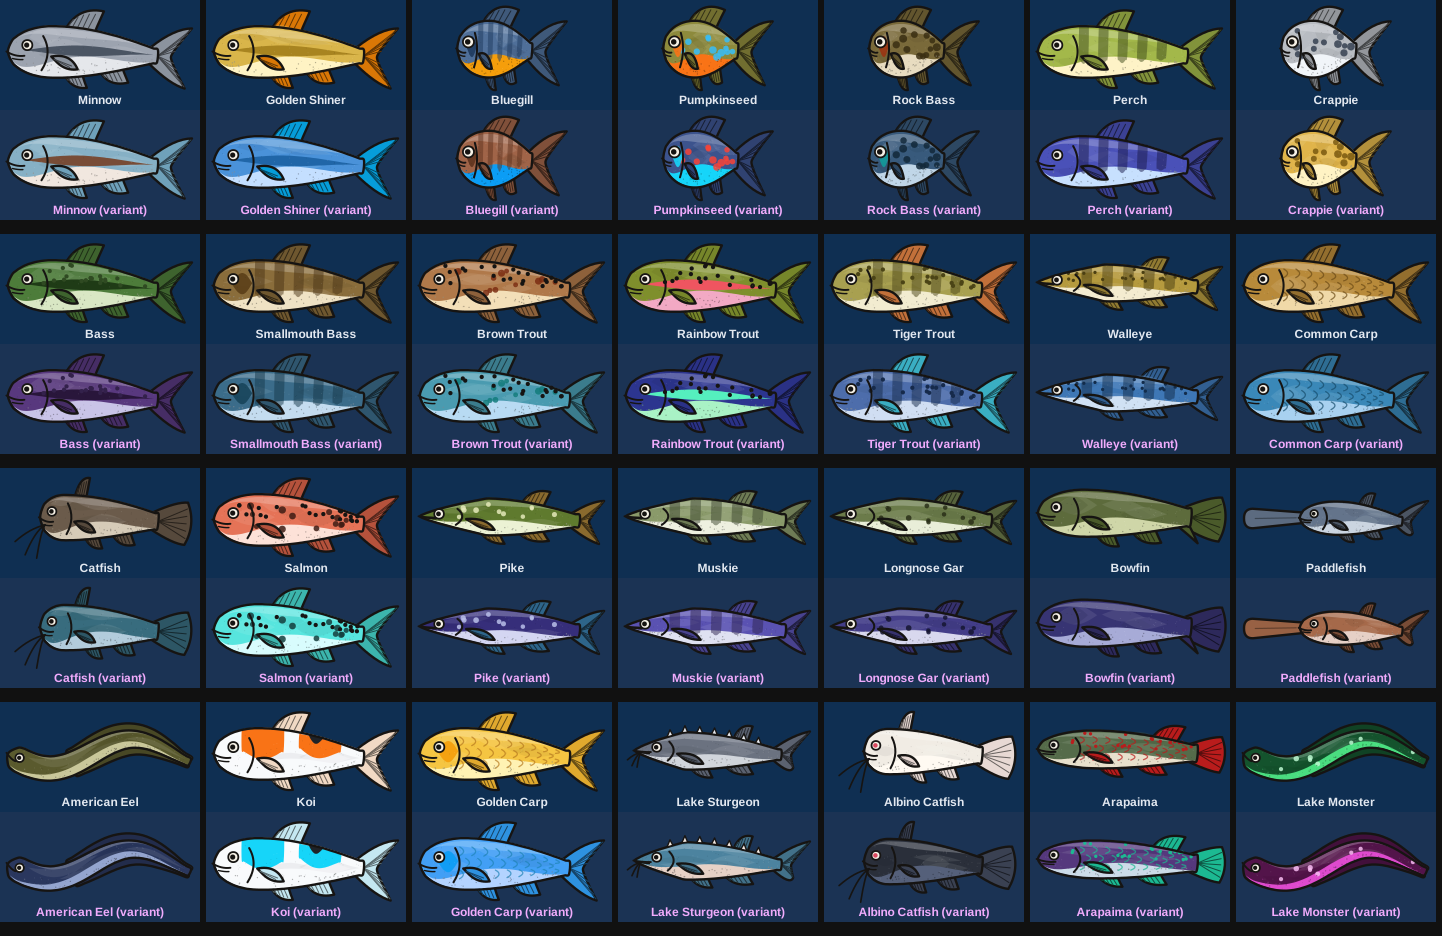 Minnow
Golden Shiner
Bluegill
Pumpkinseed
Rock Bass
Perch
Crappie
Minnow (variant)
Golden Shiner (variant)
Bluegill (variant)
Pumpkinseed (variant)
Rock Bass (variant)
Perch (variant)
Crappie (variant)
Bass
Smallmouth Bass
Brown Trout
Rainbow Trout
Tiger Trout
Walleye
Common Carp
Bass (variant)
Smallmouth Bass (variant)
Brown Trout (variant)
Rainbow Trout (variant)
Tiger Trout (variant)
Walleye (variant)
Common Carp (variant)
Catfish
Salmon
Pike
Muskie
Longnose Gar
Bowfin
Paddlefish
Catfish (variant)
Salmon (variant)
Pike (variant)
Muskie (variant)
Longnose Gar (variant)
Bowfin (variant)
Paddlefish (variant)
American Eel
Koi
Golden Carp
Lake Sturgeon
Albino Catfish
Arapaima
Lake Monster
American Eel (variant)
Koi (variant)
Golden Carp (variant)
Lake Sturgeon (variant)
Albino Catfish (variant)
Arapaima (variant)
Lake Monster (variant)